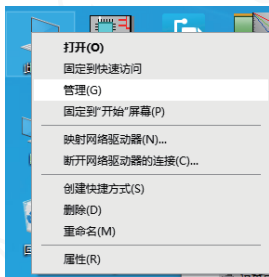 打开(O)
固定到快速访问
管理(G)
固定到“开始”屏幕(P)
映射网络驱动器(N)...
断开网络驱动器的连接(C)...
创建快捷方式(S)
删除(D)
重命名(M)
属性(R)